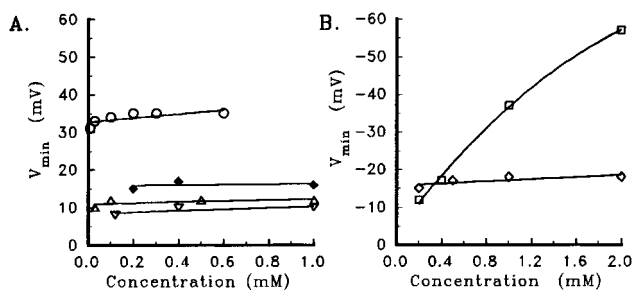 A.
60
50
40
30
20
10
0
V_min (mV)
0.0 0.2 0.4 0.6 0.8 1.0
Concentration (mM)
B.
-60
-50
-40
-30
-20
-10
0
V_min (mV)
0.0 0.4 0.8 1.2 1.6 2.0
Concentration (mM)